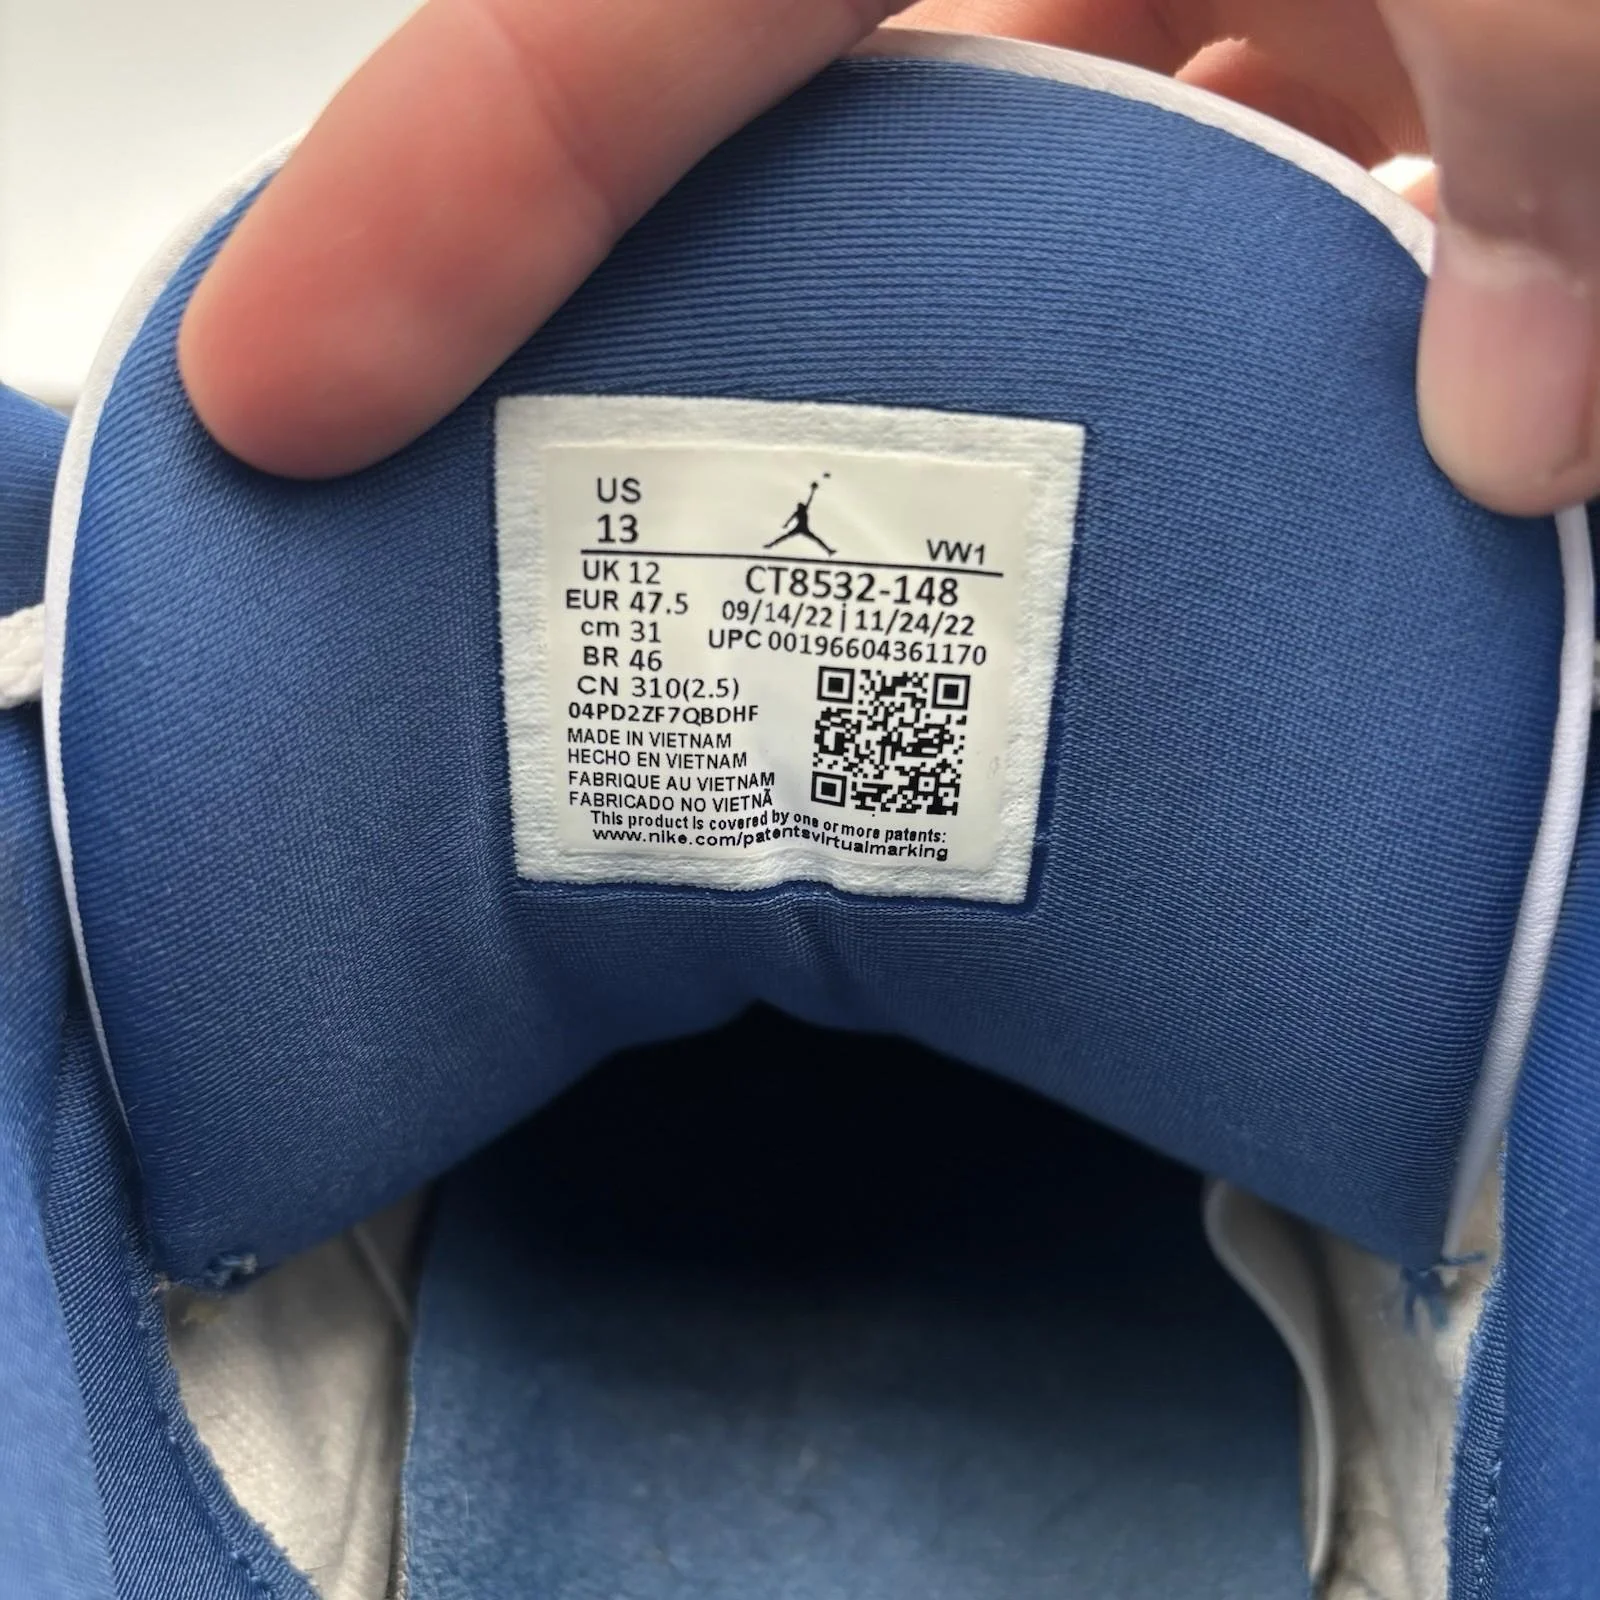 US
13
VW1
UK 12
CT8532-148
EUR 47.5
09/14/22 | 11/24/22
cm 31
UPC 00196604361170
BR 46
CN 310(2.5)
04PD2ZF7QBDHF
MADE IN VIETNAM
HECHO EN VIETNAM
FABRIQUE AU VIETNAM
FABRICADO NO VIETNÃ
This product is covered by one or more patents:
www.nike.com/patentsvirtualmarking